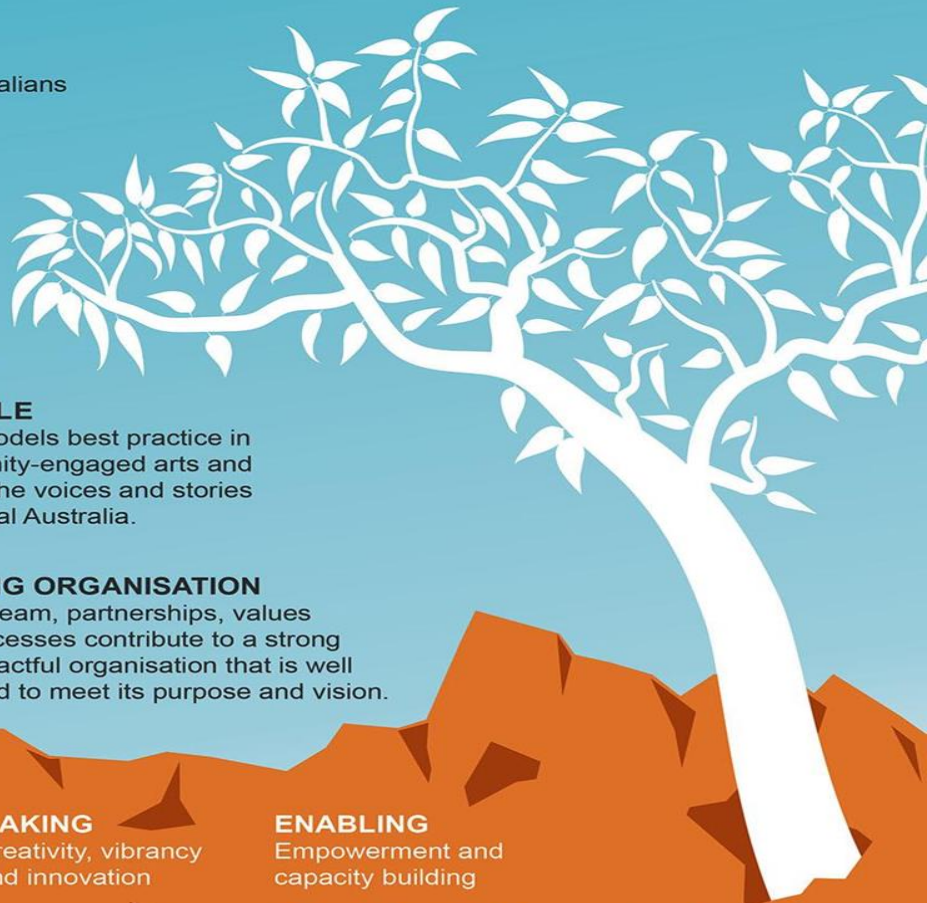 alians
LE
odels best practice in
ity-engaged arts and
he voices and stories
al Australia.
G ORGANISATION
eam, partnerships, values
cesses contribute to a strong
actful organisation that is well
d to meet its purpose and vision.
AKING
reativity, vibrancy
nd innovation
ENABLING
Empowerment and
capacity building